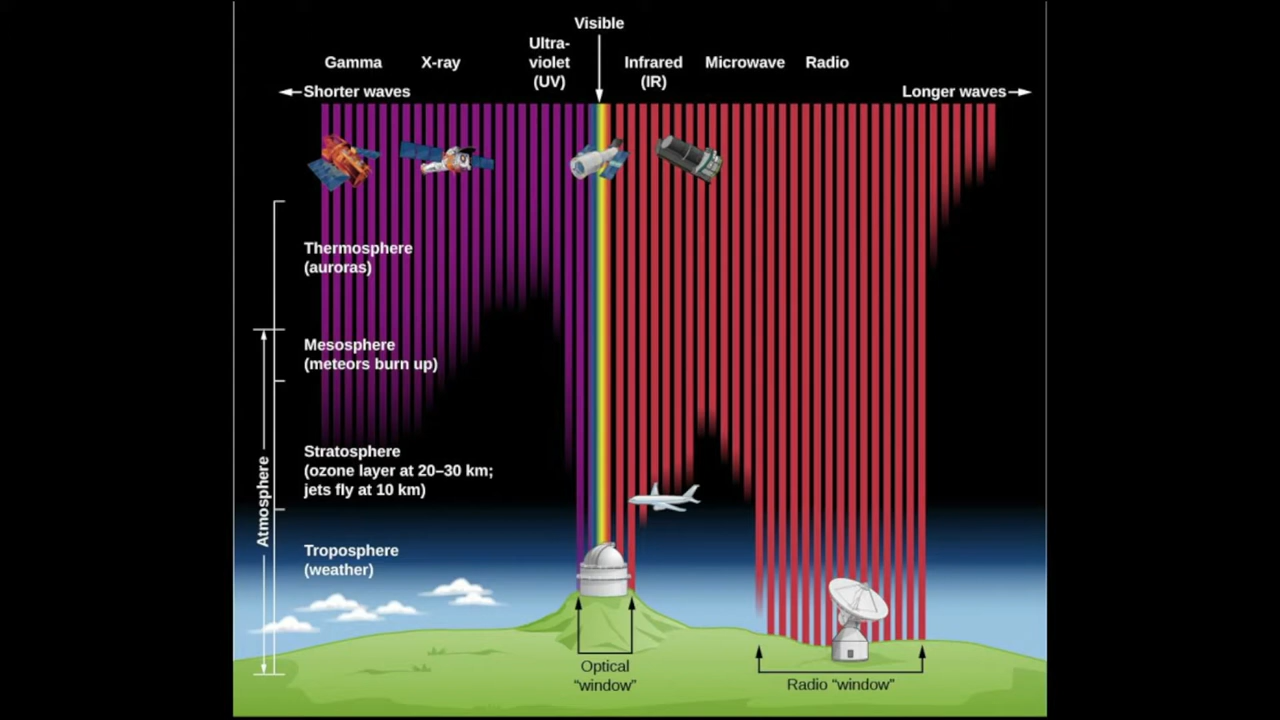 Visible
Gamma
X-ray
Ultra-
violet
(UV)
Infrared
(IR)
Microwave
Radio
Shorter waves
Longer waves
Thermosphere
(auroras)
Mesosphere
(meteors burn up)
Stratosphere
(ozone layer at 20–30 km;
jets fly at 10 km)
Atmosphere
Troposphere
(weather)
Optical
“window”
Radio “window”